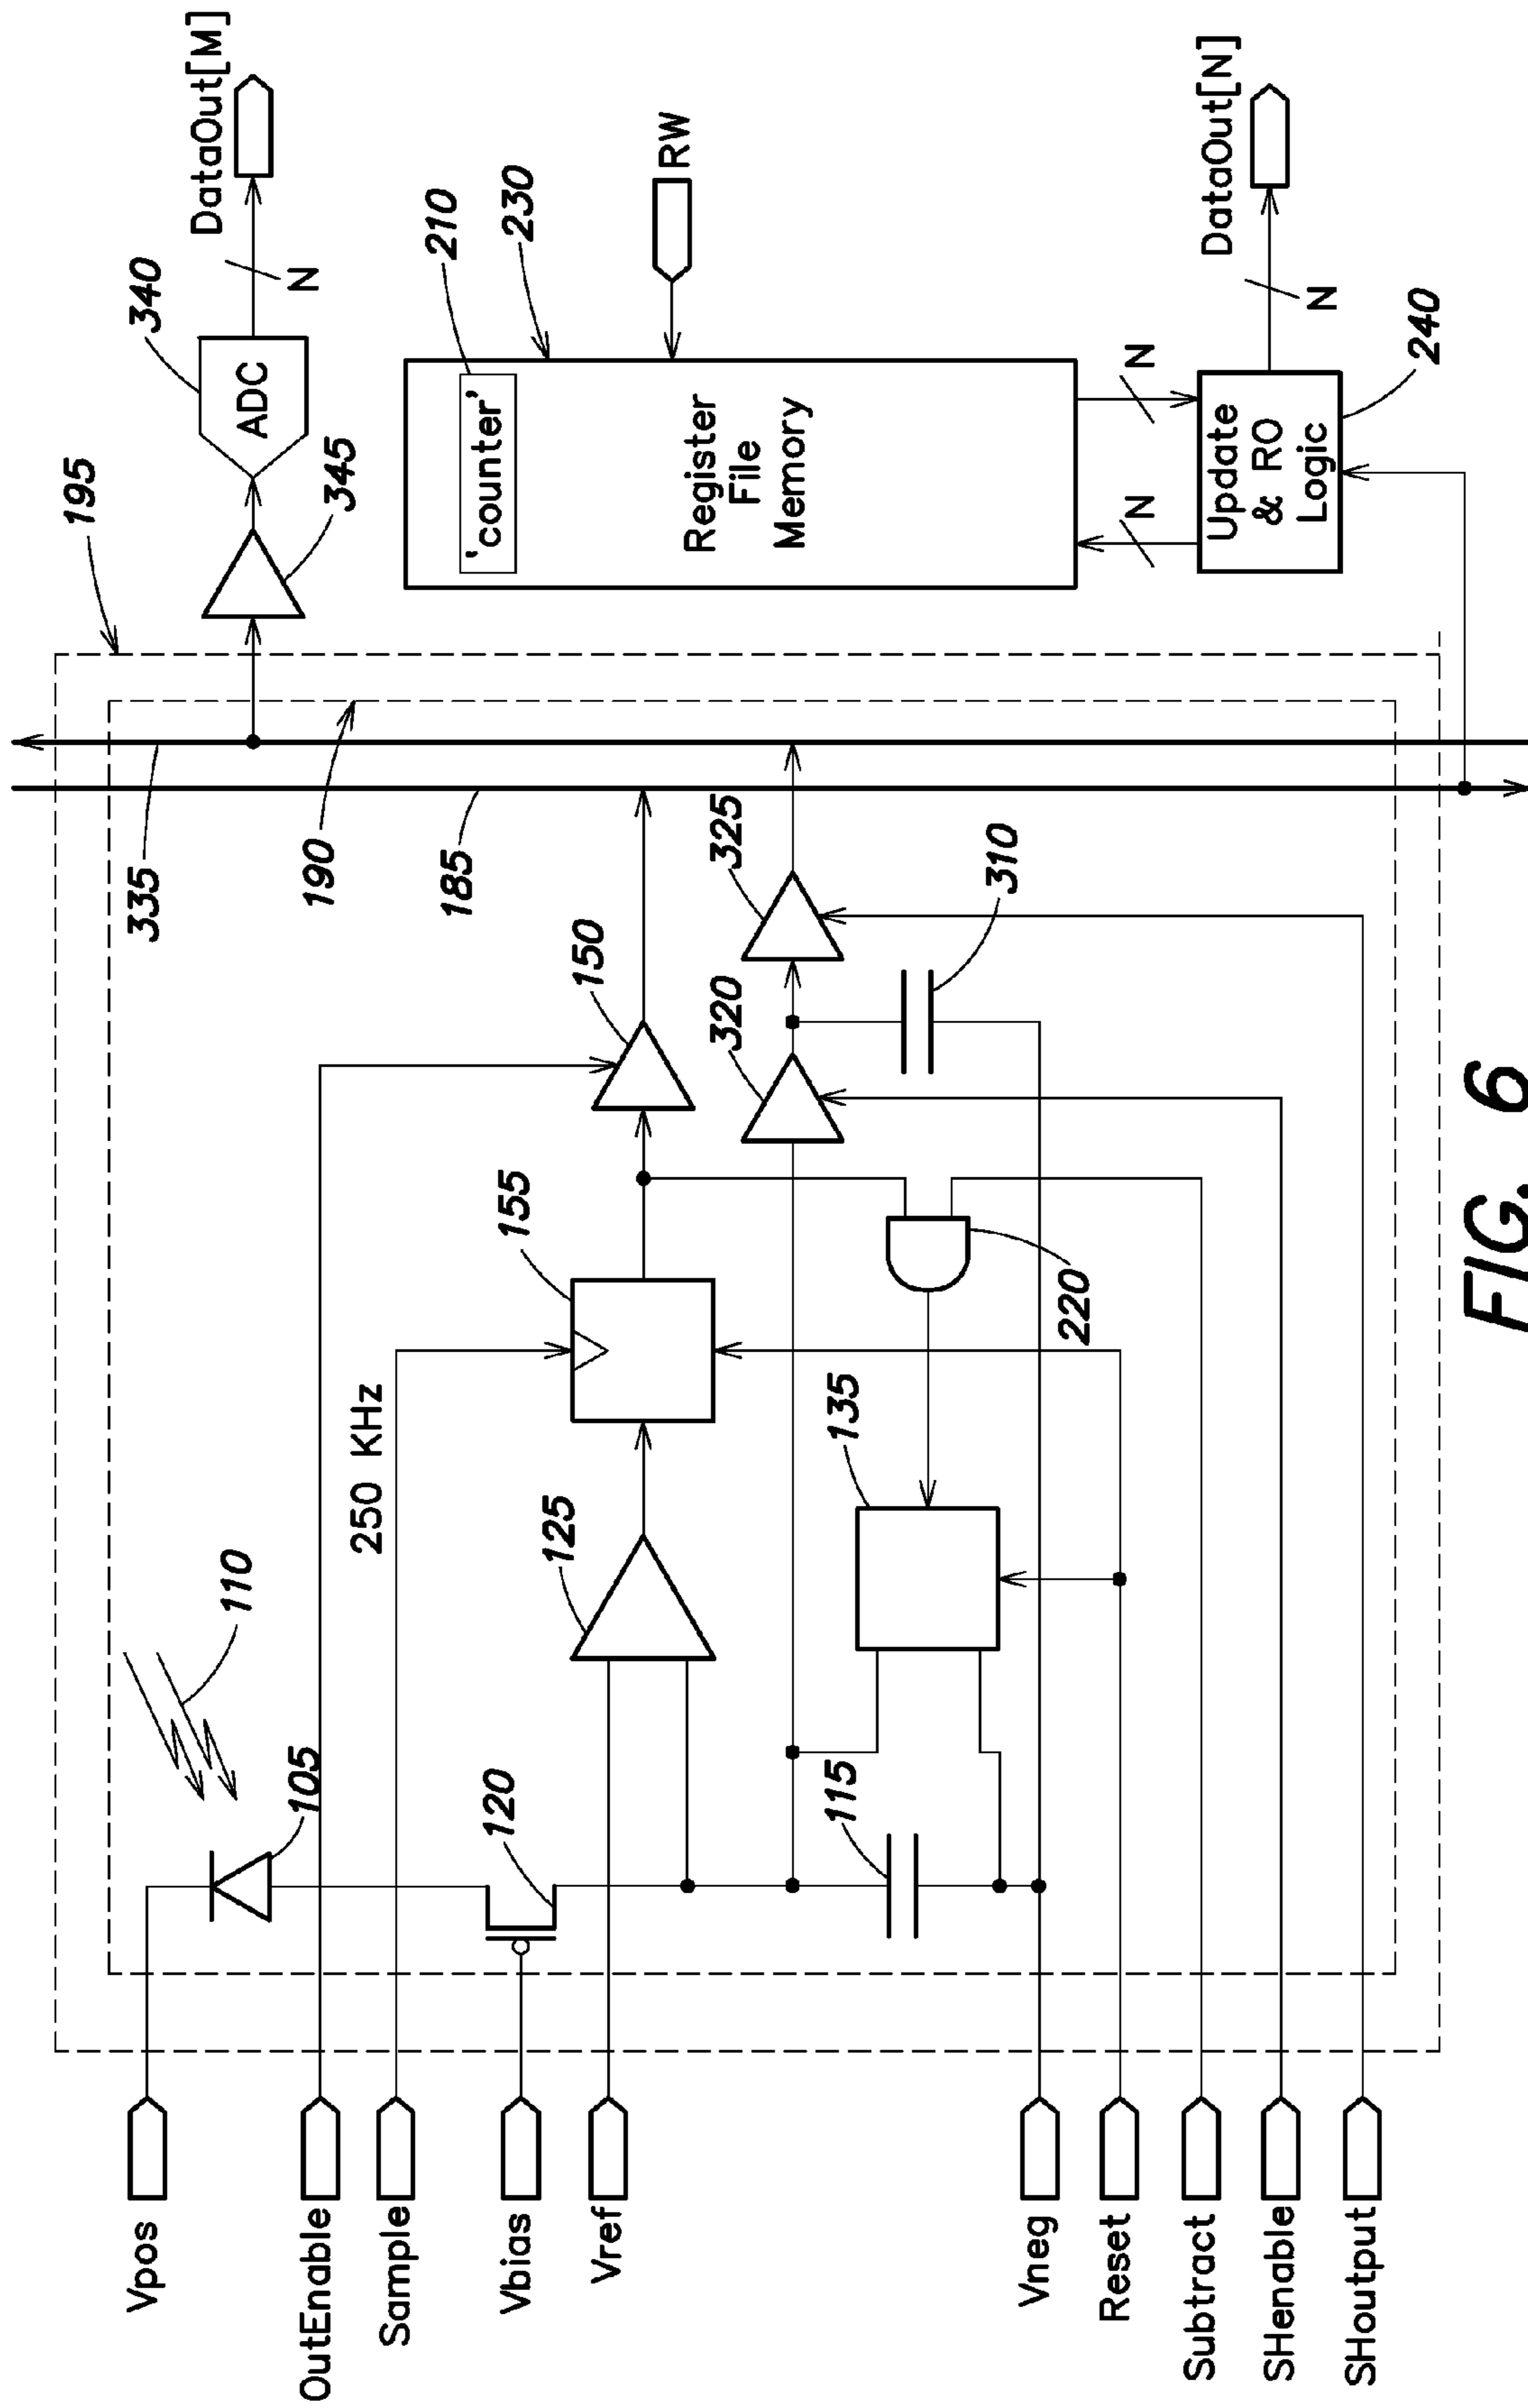 Vpos
OutEnable
Sample
Vbias
Vref
Vneg
Reset
Subtract
SHenable
SHoutput
110
105
250 KHz
120
125
155
150
115
135
220
320
325
310
335
190
185
195
345
340
ADC
N
DataOut[M]
210
230
'counter'
Register
File
Memory
RW
N
N
Update
& RO
Logic
N
DataOut[N]
240
FIG. 6